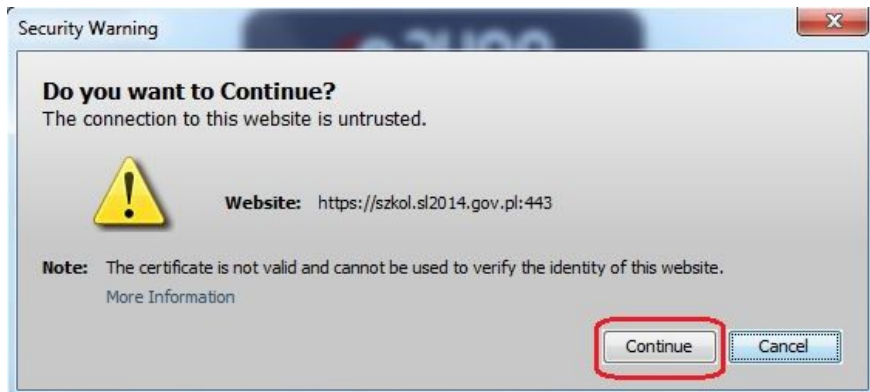 Security Warning
Do you want to Continue?
The connection to this website is untrusted.
Website: https://szkol.sl2014.gov.pl:443
Note: The certificate is not valid and cannot be used to verify the identity of this website.
More Information
Continue Cancel